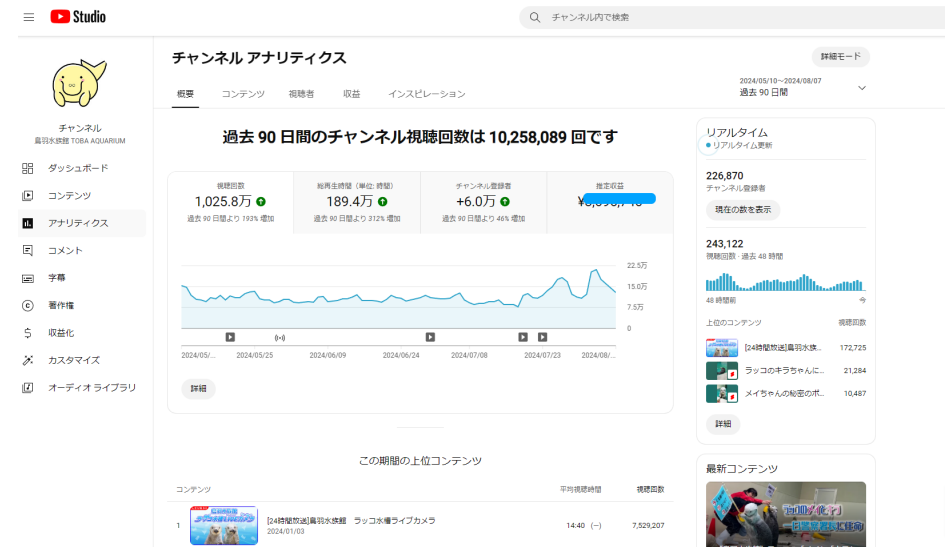 Studio
チャンネル内で検索
チャンネル
鳥羽水族館 TOBA AQUARIUM
ダッシュボード
コンテンツ
アナリティクス
コメント
字幕
著作権
収益化
カスタマイズ
オーディオ ライブラリ
チャンネル アナリティクス
詳細モード
概要 コンテンツ 視聴者 収益 インスピレーション
2024/05/10～2024/08/07
過去 90 日間
過去 90 日間のチャンネル視聴回数は 10,258,089 回です
視聴回数
1,025.8万
過去 90 日間より 193% 増加
総再生時間（単位: 時間）
189.4万
過去 90 日間より 312% 増加
チャンネル登録者
+6.0万
過去 90 日間より 46% 増加
推定収益
22.5万
15.0万
7.5万
0
2024/05/... 2024/05/25 2024/06/09 2024/06/24 2024/07/08 2024/07/23 2024/08/...
詳細
この期間の上位コンテンツ
コンテンツ 平均視聴時間 視聴回数
1 [24時間放送]鳥羽水族館 ラッコ水槽ライブカメラ 14:40 (—) 7,529,207
2024/01/03
リアルタイム
リアルタイム更新
226,870
チャンネル登録者
現在の数を表示
243,122
視聴回数 · 過去 48 時間
48 時間前 今
上位のコンテンツ 視聴回数
[24時間放送]鳥羽水族... 172,725
ラッコのキラちゃんに... 21,284
メイちゃんの秘密のポ... 10,487
詳細
最新コンテンツ